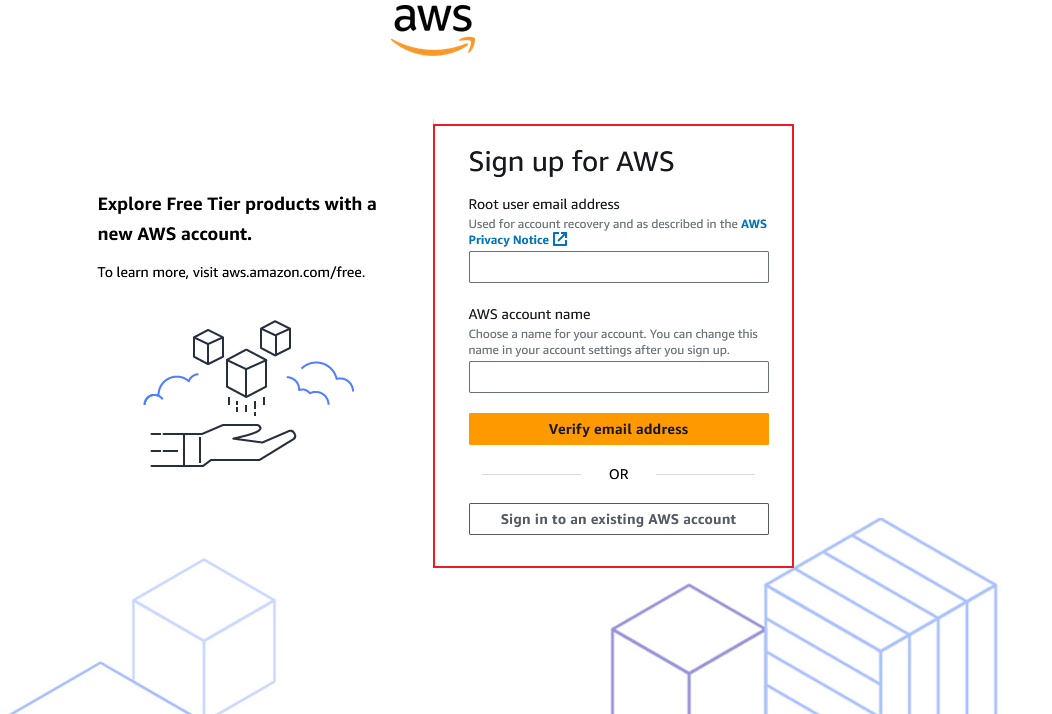 aws
Explore Free Tier products with a
new AWS account.
To learn more, visit aws.amazon.com/free.
Sign up for AWS
Root user email address
Used for account recovery and as described in the AWS
Privacy Notice
AWS account name
Choose a name for your account. You can change this
name in your account settings after you sign up.
Verify email address
OR
Sign in to an existing AWS account